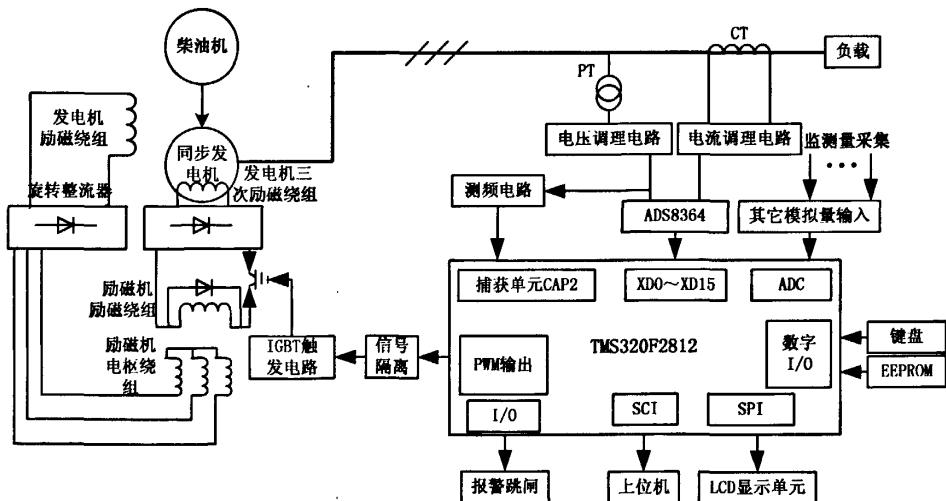 柴油机
CT
负载
PT
发电机
励磁绕组
同步发
电机
电压调理电路
电流调理电路
监测量采集
发电机三
次励磁绕组
旋转整流器
测频电路
ADS8364
其它模拟量输入
捕获单元CAP2
XD0～XD15
ADC
励磁机
励磁绕组
IGBT触
发电路
信号
隔离
PWM输出
TMS320F2812
数字
I/O
键盘
EEPROM
励磁机
电枢绕
组
I/O
SCI
SPI
报警跳闸
上位机
LCD显示单元